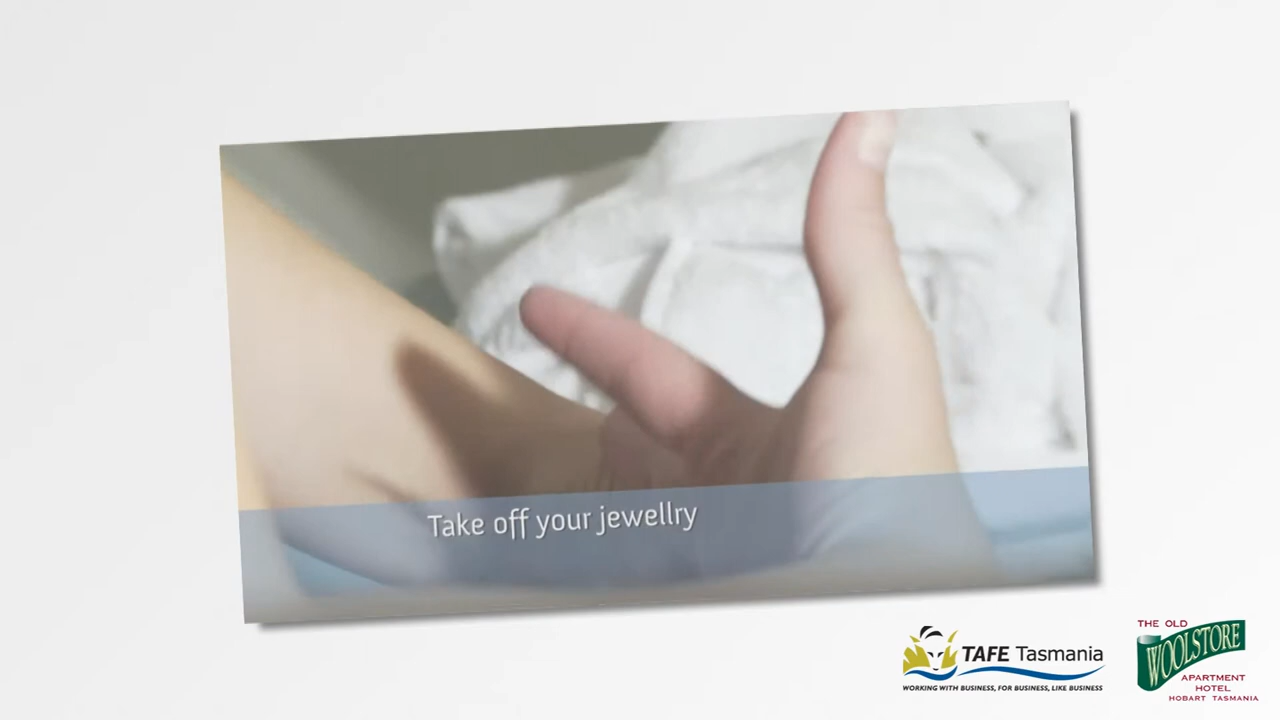 Take off your jewellry
TAFE Tasmania
WORKING WITH BUSINESS, FOR BUSINESS, LIKE BUSINESS
THE OLD
WOOLSTORE
APARTMENT
HOTEL
HOBART TASMANIA